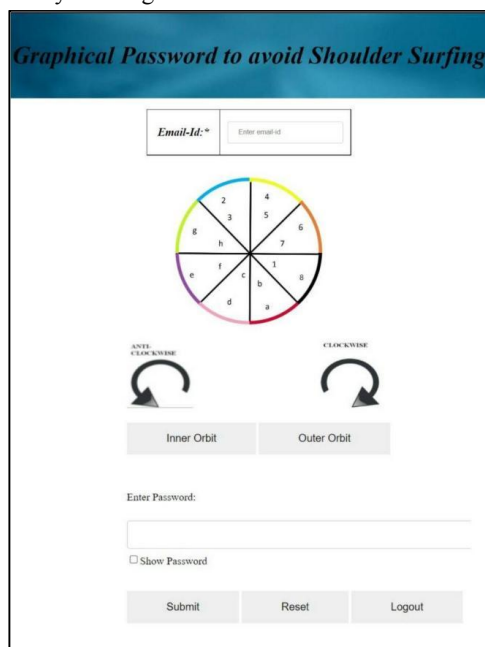 Graphical Password to avoid Shoulder Surfing
Email-Id:* Enter email-id
2 4
3 5
g 6
h 7
e f c 1 8
b
d a
ANTI-
CLOCKWISE
CLOCKWISE
Inner Orbit Outer Orbit
Enter Password:
Show Password
Submit Reset Logout